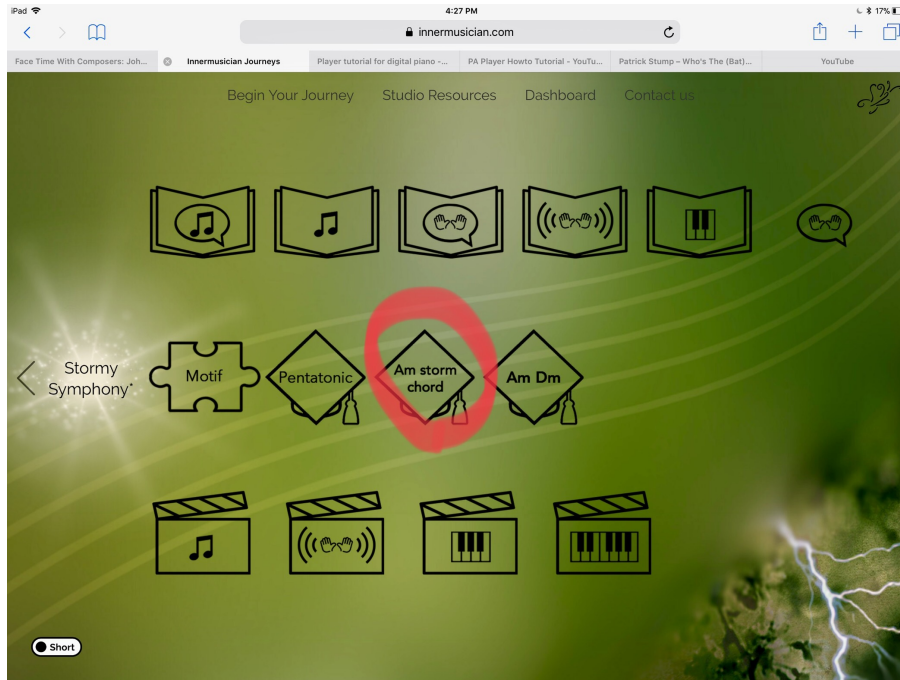 iPad
4:27 PM
17%
innermusician.com
Face Time With Composers: Joh...
Innermusician Journeys
Player tutorial for digital piano -...
PA Player Howto Tutorial - YouTu...
Patrick Stump – Who's The (Bat)...
YouTube
Begin Your Journey
Studio Resources
Dashboard
Contact us
Stormy
Symphony*
Motif
Pentatonic
Am storm
chord
Am Dm
Short